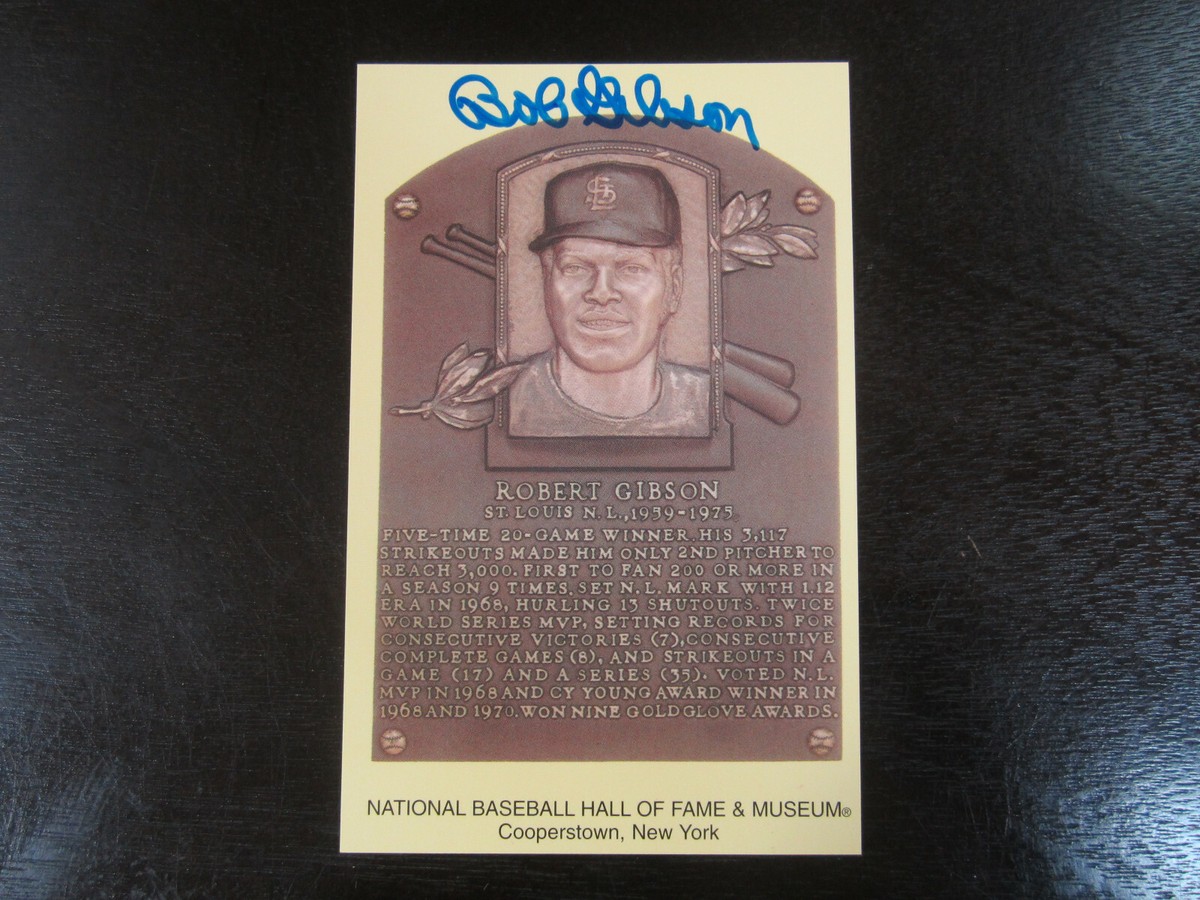 Bob Gibson
STL
ROBERT GIBSON
ST. LOUIS N.L., 1959-1975
FIVE-TIME 20-GAME WINNER. HIS 3,117
STRIKEOUTS MADE HIM ONLY 2ND PITCHER TO
REACH 3,000. FIRST TO FAN 200 OR MORE IN
A SEASON 9 TIMES. SET N.L. MARK WITH 1.12
ERA IN 1968, HURLING 13 SHUTOUTS. TWICE
WORLD SERIES MVP, SETTING RECORDS FOR
CONSECUTIVE VICTORIES (7), CONSECUTIVE
COMPLETE GAMES (8), AND STRIKEOUTS IN A
GAME (17) AND A SERIES (35). VOTED N.L.
MVP IN 1968 AND CY YOUNG AWARD WINNER IN
1968 AND 1970. WON NINE GOLD GLOVE AWARDS.
NATIONAL BASEBALL HALL OF FAME & MUSEUM®
Cooperstown, New York